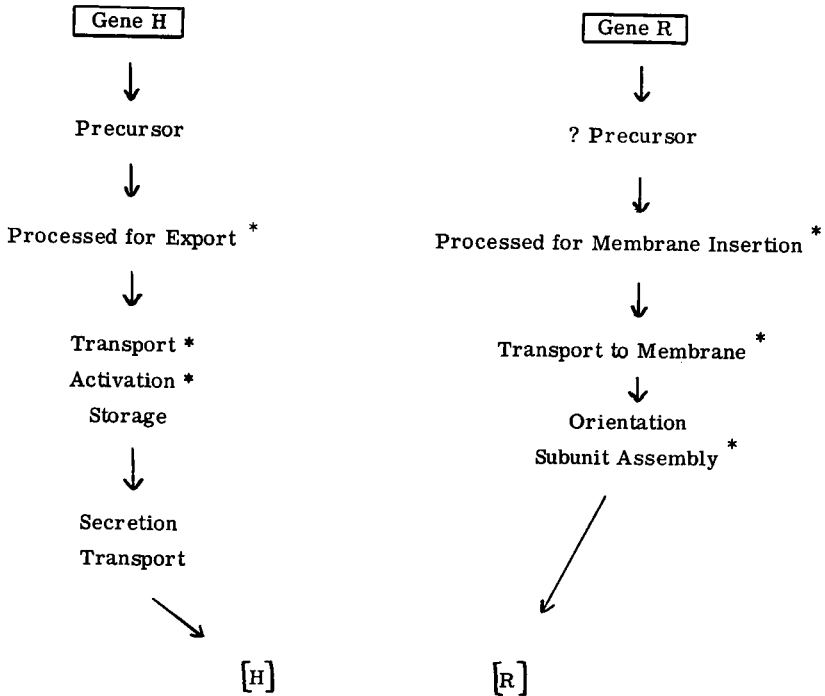 Gene H
Precursor
Processed for Export *
Transport *
Activation *
Storage
Secretion
Transport
[H]
Gene R
? Precursor
Processed for Membrane Insertion *
Transport to Membrane *
Orientation
Subunit Assembly *
[R]